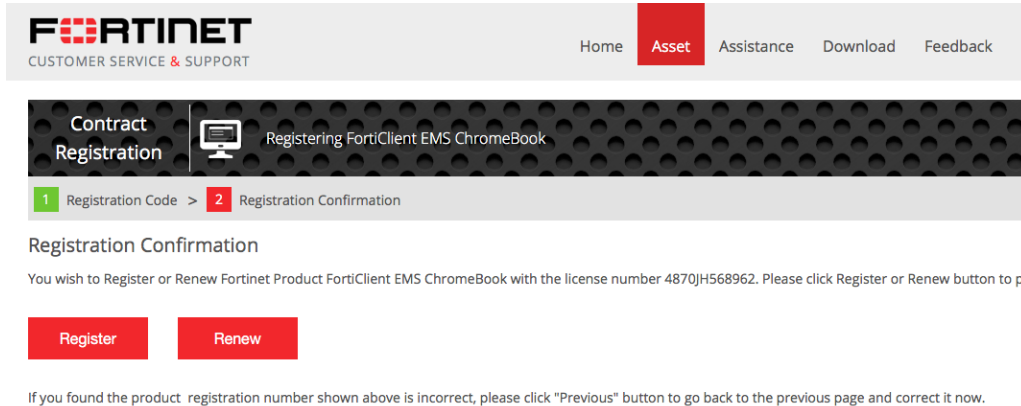 FORTINET
CUSTOMER SERVICE & SUPPORT
Home Asset Assistance Download Feedback
Contract
Registration
Registering FortiClient EMS ChromeBook
1 Registration Code > 2 Registration Confirmation
Registration Confirmation
You wish to Register or Renew Fortinet Product FortiClient EMS ChromeBook with the license number 4870JH568962. Please click Register or Renew button to p
Register Renew
If you found the product registration number shown above is incorrect, please click "Previous" button to go back to the previous page and correct it now.